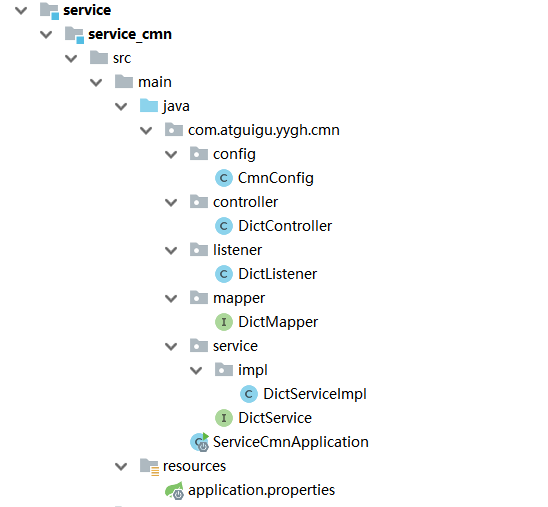 service
service_cmn
src
main
java
com.atguigu.yygh.cmn
config
C CmnConfig
controller
C DictController
listener
C DictListener
mapper
I DictMapper
service
impl
C DictServiceImpl
I DictService
C ServiceCmnApplication
resources
application.properties